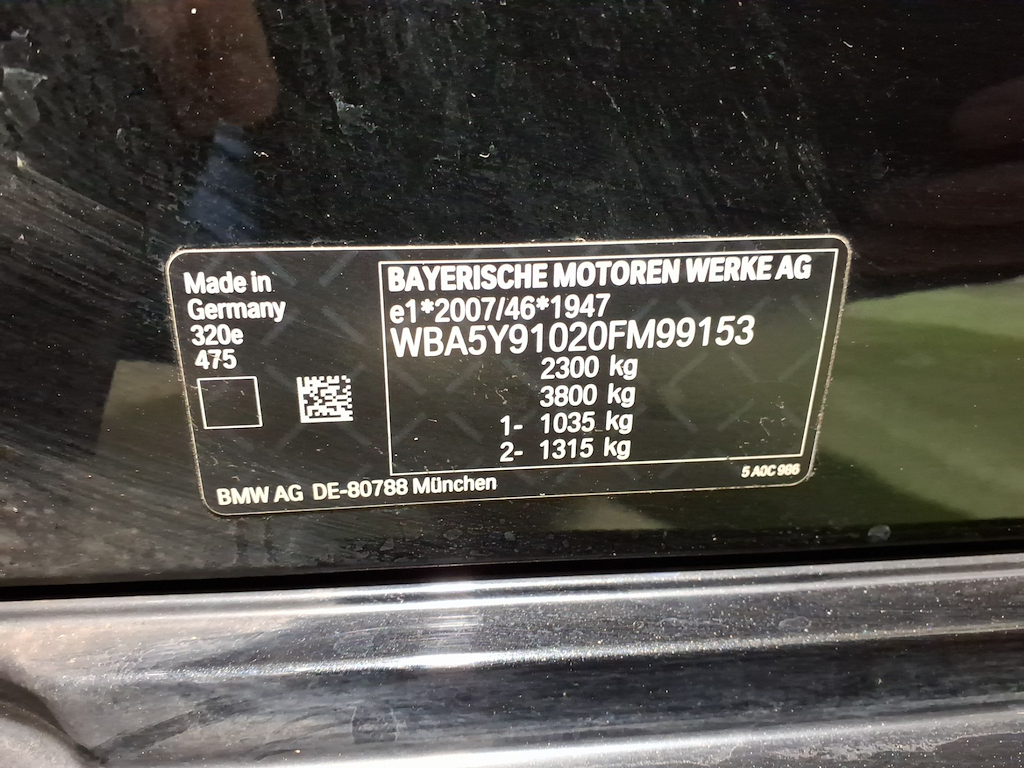 Made in
Germany
320e
475
BAYERISCHE MOTOREN WERKE AG
e1*2007/46*1947
WBA5Y91020FM99153
2300 kg
3800 kg
1- 1035 kg
2- 1315 kg
5 A0C 986
BMW AG DE-80788 München